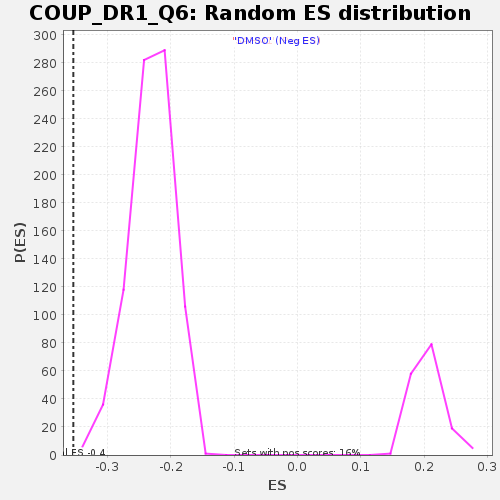 COUP_DR1_Q6: Random ES distribution
"DMSO" (Neg ES)
P(ES)
300
280
260
240
220
200
180
160
140
120
100
80
60
40
20
0
ES -0.4
Sets with pos scores: 16%
-0.3 -0.2 -0.1 0.0 0.1 0.2 0.3
ES